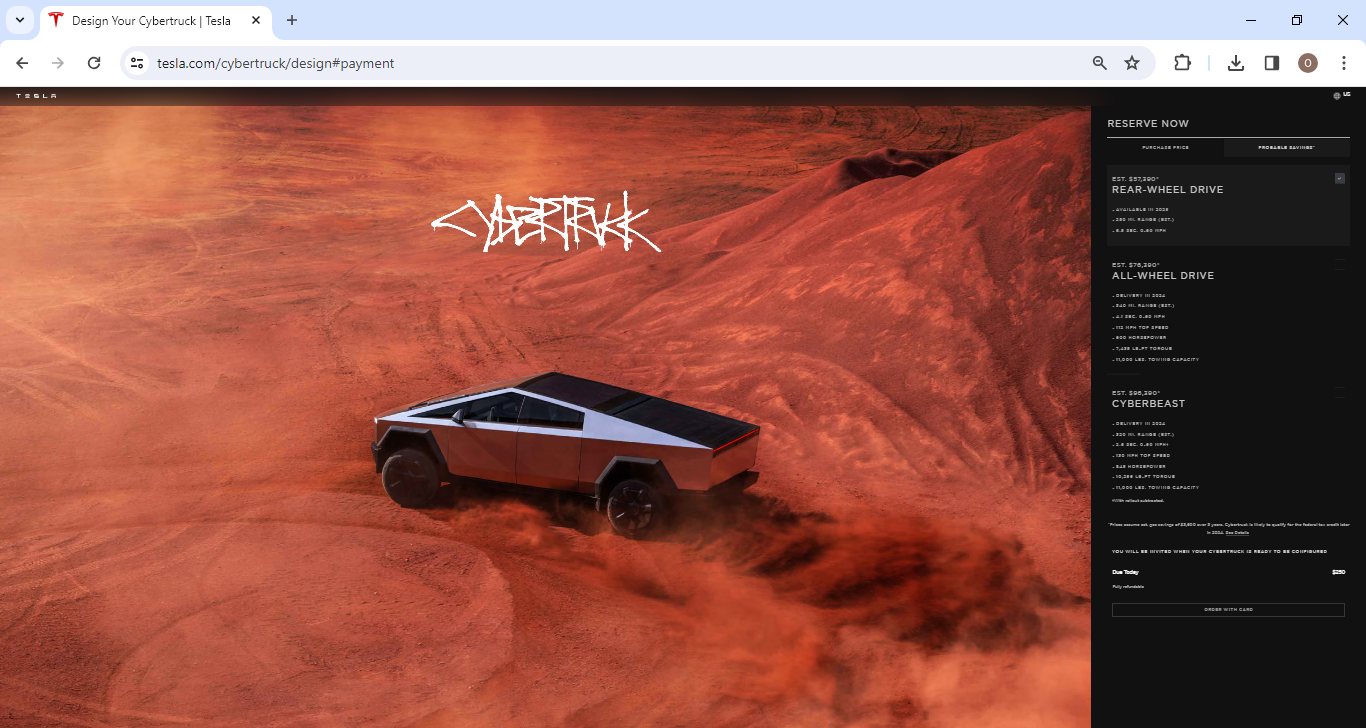 Design Your Cybertruck | Tesla
tesla.com/cybertruck/design#payment
O
TESLA
US
CYBERTRUCK
RESERVE NOW
PURCHASE PRICE
PROBABLE SAVINGS*
EST. $57,390*
REAR-WHEEL DRIVE
- AVAILABLE IN 2025
- 250 MI. RANGE (EST.)
- 6.5 SEC. 0-60 MPH
EST. $76,390*
ALL-WHEEL DRIVE
- DELIVERY IN 2024
- 340 MI. RANGE (EST.)
- 4.1 SEC. 0-60 MPH
- 112 MPH TOP SPEED
- 600 HORSEPOWER
- 7,435 LB-FT TORQUE
- 11,000 LBS. TOWING CAPACITY
EST. $96,390*
CYBERBEAST
- DELIVERY IN 2024
- 320 MI. RANGE (EST.)
- 2.6 SEC. 0-60 MPH†
- 130 MPH TOP SPEED
- 845 HORSEPOWER
- 10,296 LB-FT TORQUE
- 11,000 LBS. TOWING CAPACITY
†With rollout subtracted.
*Prices assume est. gas savings of $3,600 over 3 years. Cybertruck is likely to qualify for the federal tax credit later
in 2024. See Details
YOU WILL BE INVITED WHEN YOUR CYBERTRUCK IS READY TO BE CONFIGURED
Due Today $250
Fully refundable
ORDER WITH CARD